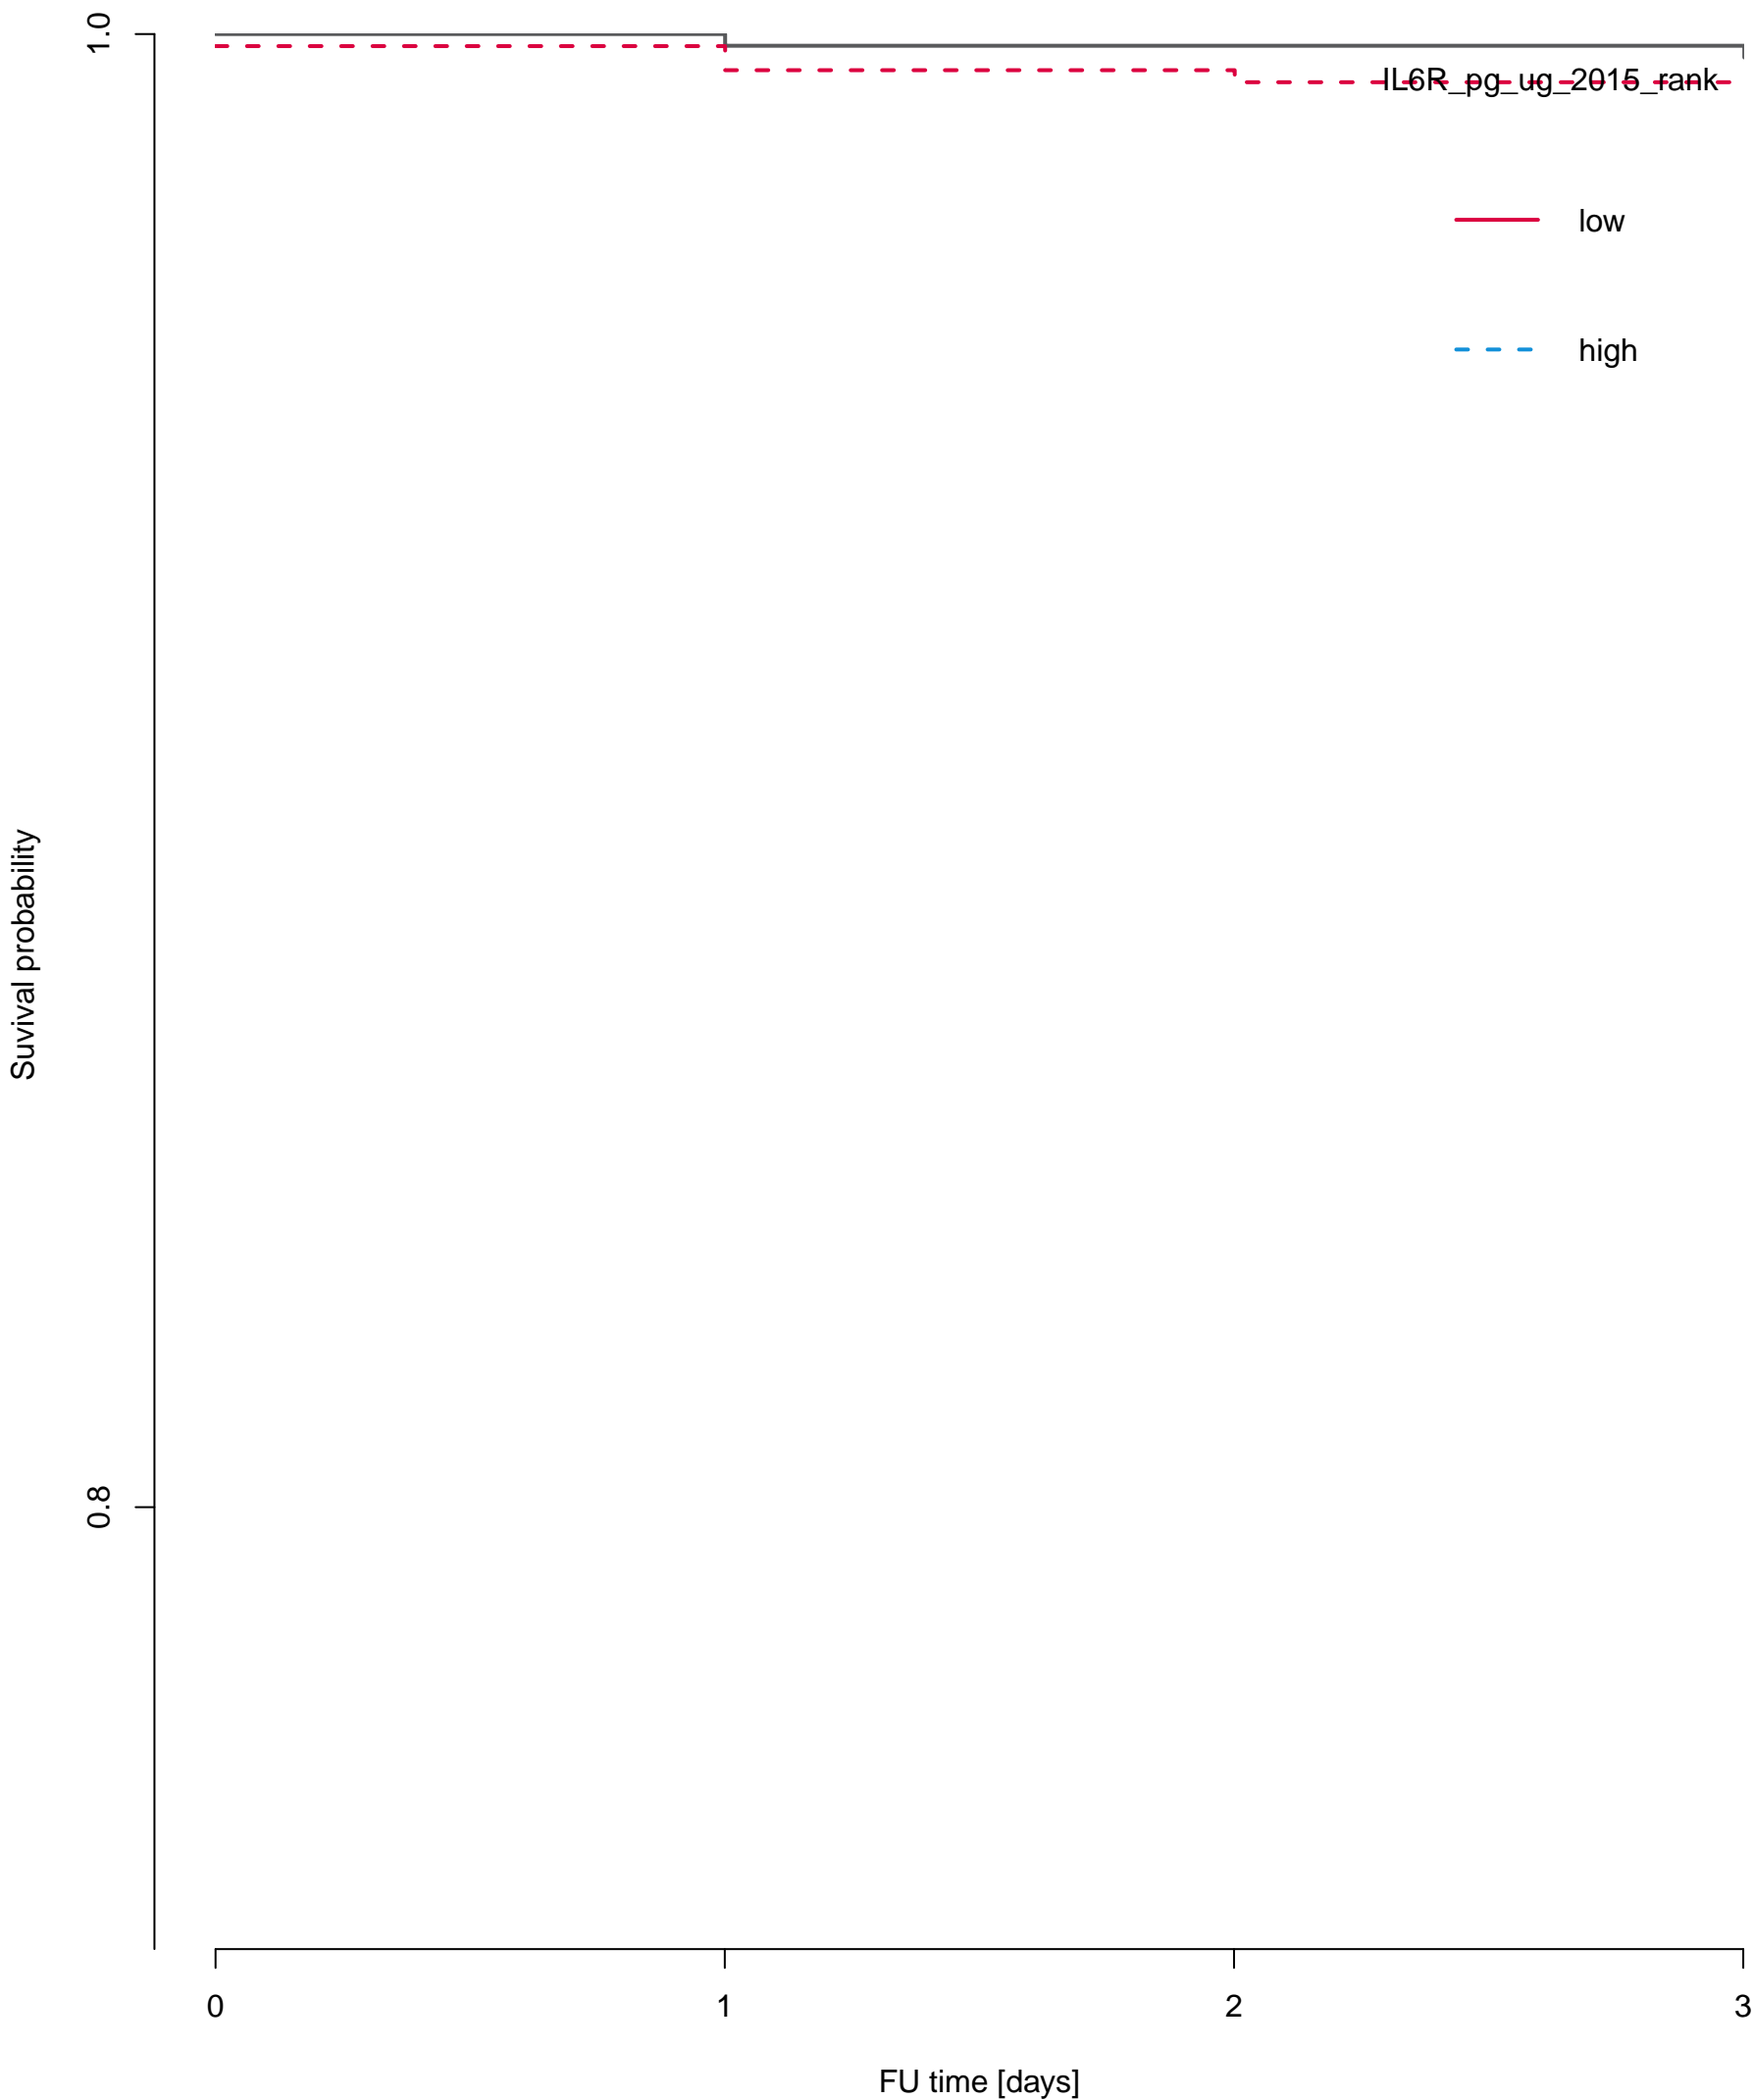 1.0
IL6R_pg_ug_2015_rank
low
high
Suvival probability
0.8
0 1 2 3
FU time [days]